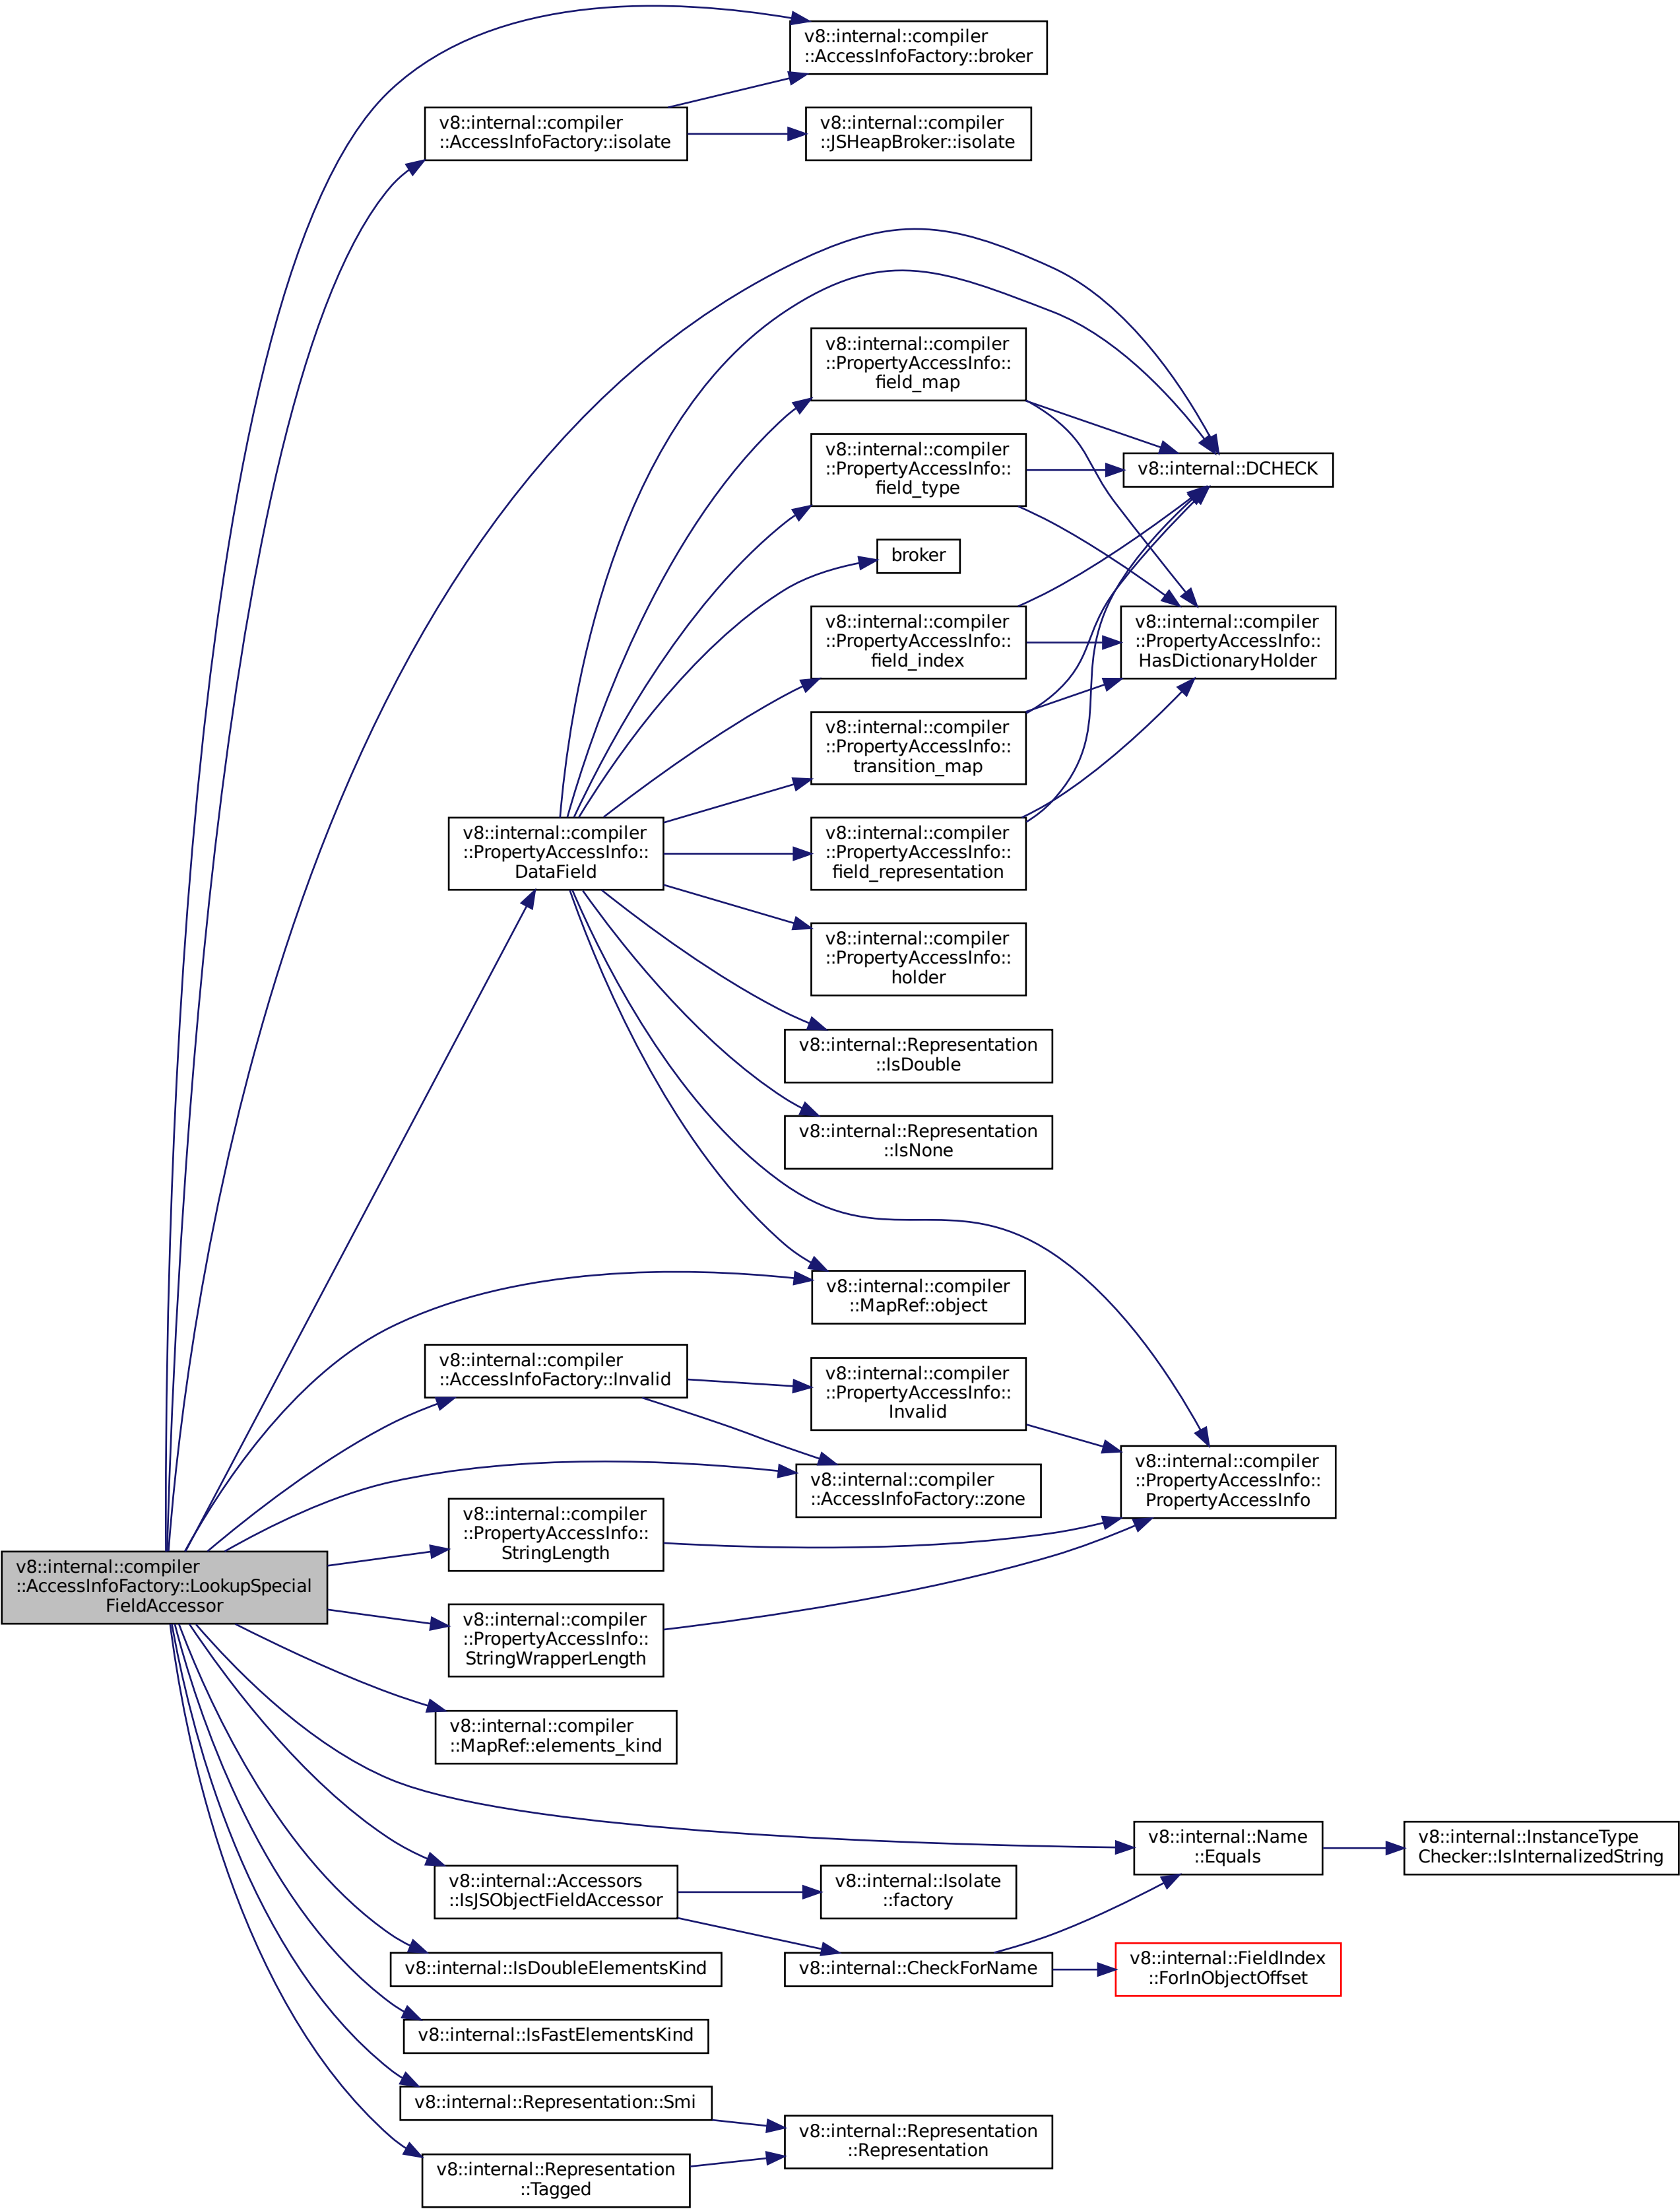 v8::internal::compiler
::AccessInfoFactory::broker
v8::internal::compiler
::AccessInfoFactory::isolate
v8::internal::compiler
::JSHeapBroker::isolate
v8::internal::compiler
::PropertyAccessInfo::
field_map
v8::internal::compiler
::PropertyAccessInfo::
field_type
v8::internal::DCHECK
broker
v8::internal::compiler
::PropertyAccessInfo::
field_index
v8::internal::compiler
::PropertyAccessInfo::
HasDictionaryHolder
v8::internal::compiler
::PropertyAccessInfo::
transition_map
v8::internal::compiler
::PropertyAccessInfo::
DataField
v8::internal::compiler
::PropertyAccessInfo::
field_representation
v8::internal::compiler
::PropertyAccessInfo::
holder
v8::internal::Representation
::IsDouble
v8::internal::Representation
::IsNone
v8::internal::compiler
::MapRef::object
v8::internal::compiler
::AccessInfoFactory::Invalid
v8::internal::compiler
::PropertyAccessInfo::
Invalid
v8::internal::compiler
::AccessInfoFactory::zone
v8::internal::compiler
::PropertyAccessInfo::
PropertyAccessInfo
v8::internal::compiler
::PropertyAccessInfo::
StringLength
v8::internal::compiler
::AccessInfoFactory::LookupSpecial
FieldAccessor
v8::internal::compiler
::PropertyAccessInfo::
StringWrapperLength
v8::internal::compiler
::MapRef::elements_kind
v8::internal::Name
::Equals
v8::internal::InstanceType
Checker::IsInternalizedString
v8::internal::Accessors
::IsJSObjectFieldAccessor
v8::internal::Isolate
::factory
v8::internal::IsDoubleElementsKind
v8::internal::CheckForName
v8::internal::FieldIndex
::ForInObjectOffset
v8::internal::IsFastElementsKind
v8::internal::Representation::Smi
v8::internal::Representation
::Representation
v8::internal::Representation
::Tagged